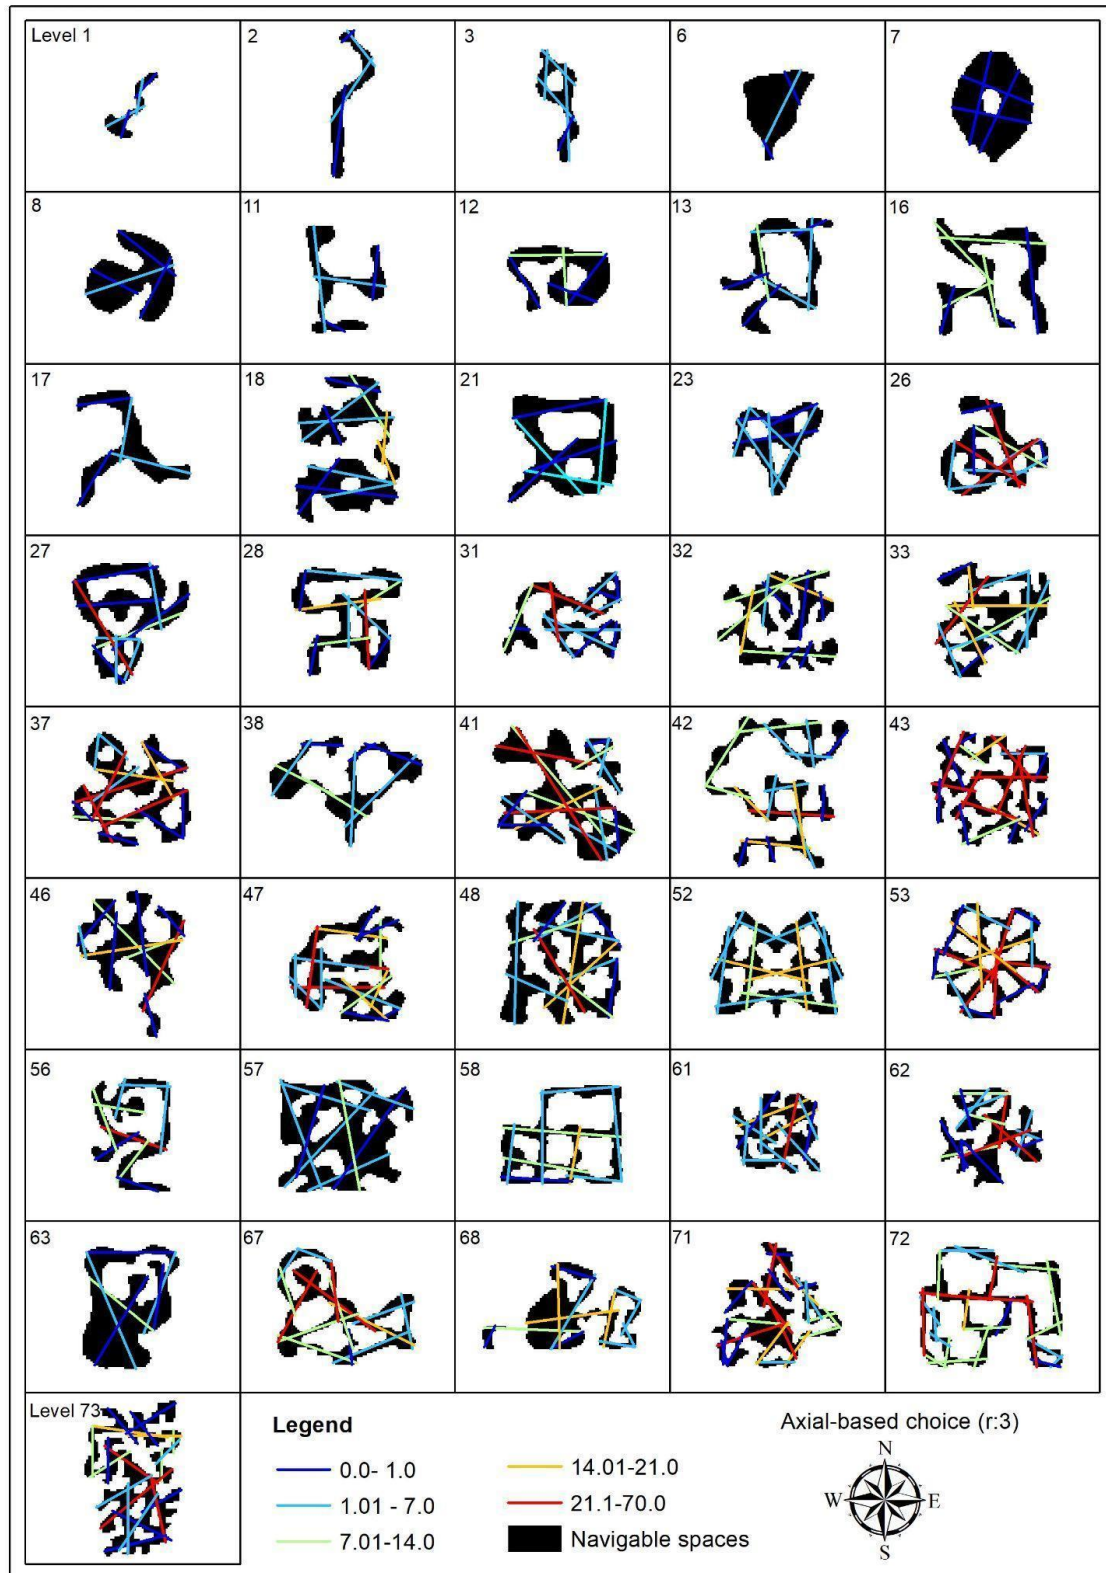 Level 1 2 3 6 7
8 11 12 13 16
17 18 21 23 26
27 28 31 32 33
37 38 41 42 43
46 47 48 52 53
56 57 58 61 62
63 67 68 71 72
Level 73
Legend
0.0- 1.0
1.01 - 7.0
7.01-14.0
14.01-21.0
21.1-70.0
Navigable spaces
Axial-based choice (r:3)
N
W E
S